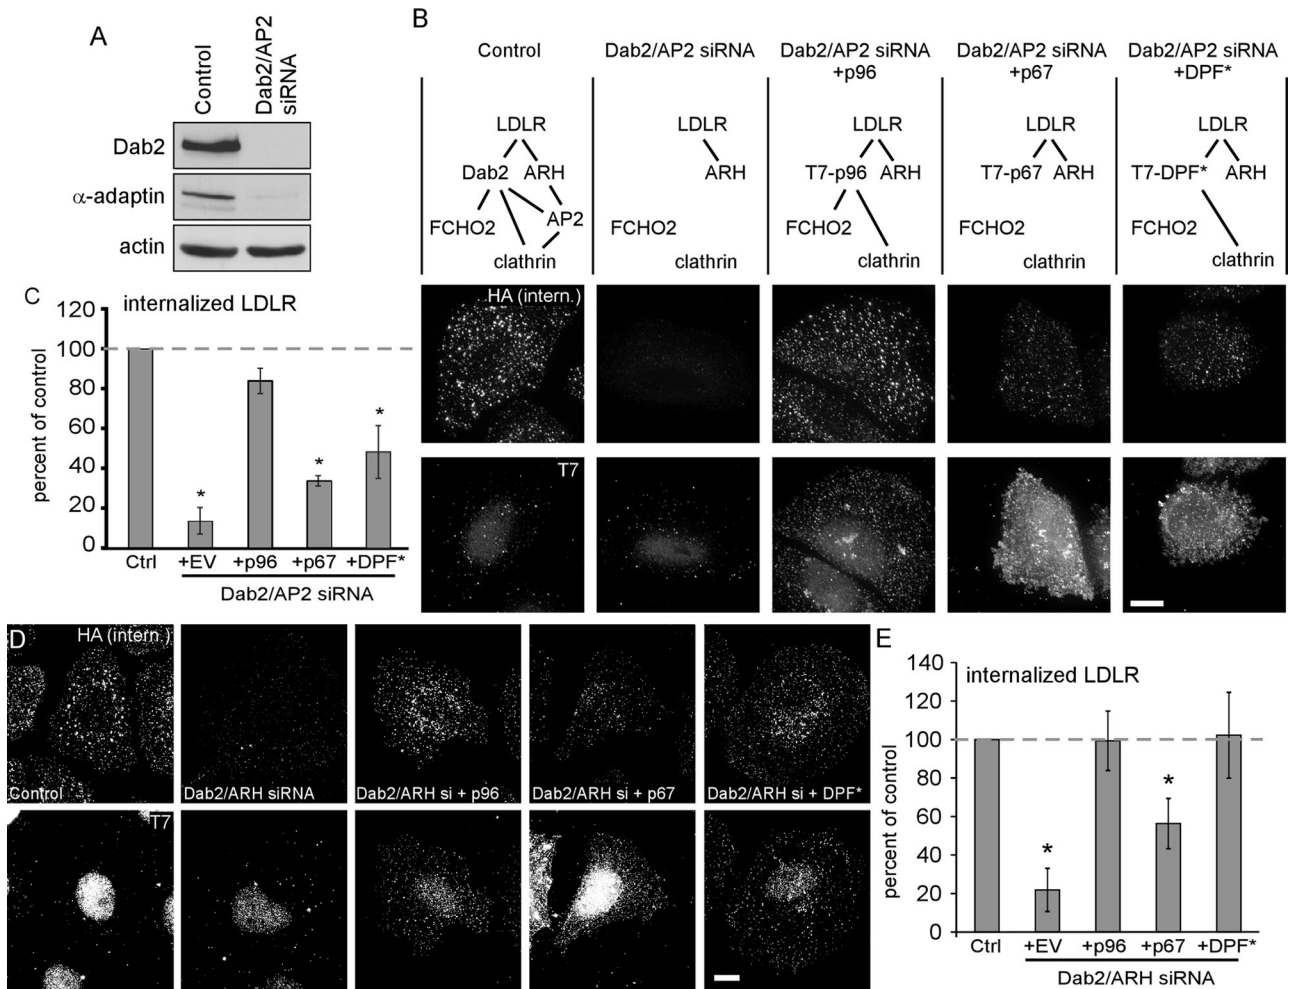 A
Control
Dab2/AP2
siRNA
Dab2
α-adaptin
actin
B
Control
Dab2/AP2 siRNA
Dab2/AP2 siRNA
+p96
Dab2/AP2 siRNA
+p67
Dab2/AP2 siRNA
+DPF*
LDLR
LDLR
LDLR
LDLR
LDLR
Dab2 ARH
ARH
T7-p96 ARH
T7-p67 ARH
T7-DPF* ARH
AP2
FCHO2
FCHO2
FCHO2
FCHO2
FCHO2
clathrin
clathrin
clathrin
clathrin
clathrin
HA (intern.)
T7
C
internalized LDLR
percent of control
120
100
80
60
40
20
0
*
*
*
Ctrl
+EV
+p96
+p67
+DPF*
Dab2/AP2 siRNA
D
HA (intern.)
Control
Dab2/ARH siRNA
Dab2/ARH si + p96
Dab2/ARH si + p67
Dab2/ARH si + DPF*
T7
E
internalized LDLR
percent of control
140
120
100
80
60
40
20
0
*
*
Ctrl
+EV
+p96
+p67
+DPF*
Dab2/ARH siRNA